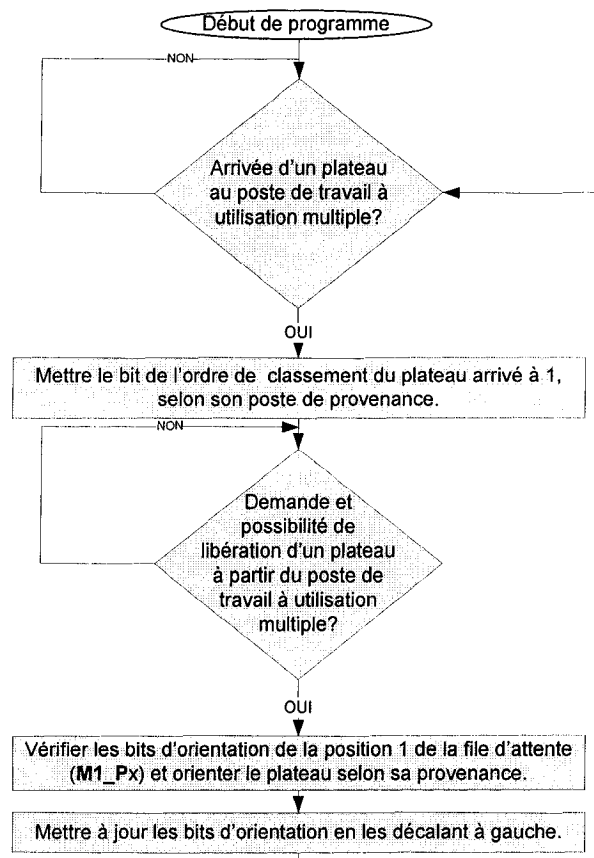 Début de programme
NON
Arrivée d'un plateau
au poste de travail à
utilisation multiple?
OUI
Mettre le bit de l'ordre de classement du plateau arrivé à 1,
selon son poste de provenance.
NON
Demande et
possibilité de
libération d'un plateau
à partir du poste de
travail à utilisation
multiple?
OUI
Vérifier les bits d'orientation de la position 1 de la file d'attente
(M1_Px) et orienter le plateau selon sa provenance.
Mettre à jour les bits d'orientation en les décalant à gauche.